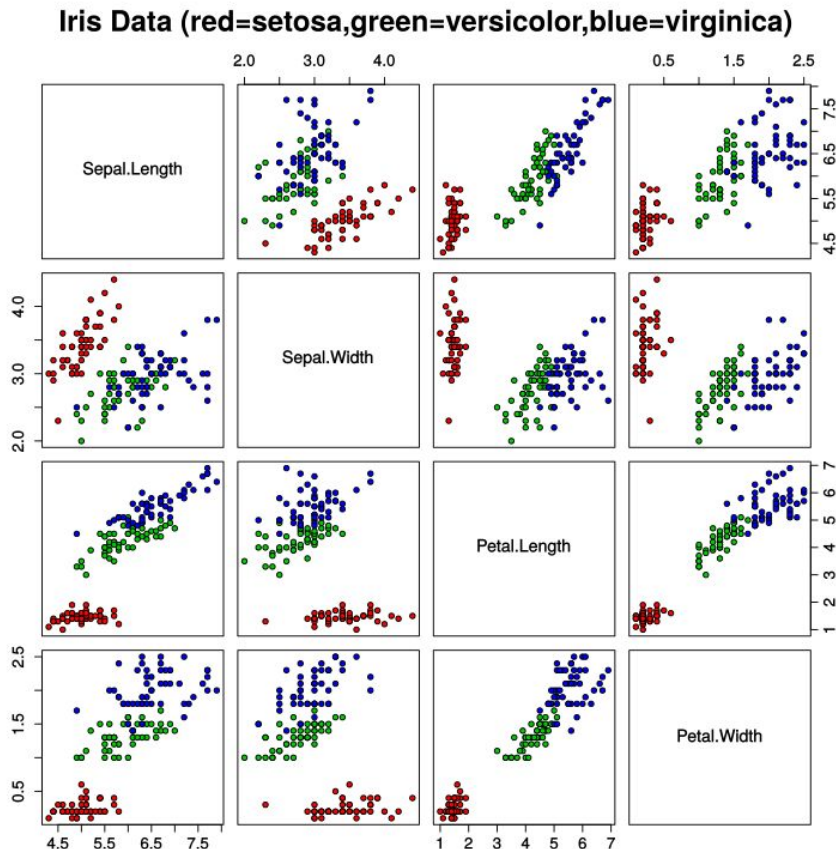 Iris Data (red=setosa,green=versicolor,blue=virginica)
2.0 3.0 4.0
0.5 1.5 2.5
Sepal.Length
4.5 5.5 6.5 7.5
2.0 3.0 4.0
Sepal.Width
Petal.Length
1 2 3 4 5 6 7
0.5 1.5 2.5
Petal.Width
4.5 5.5 6.5 7.5
1 2 3 4 5 6 7